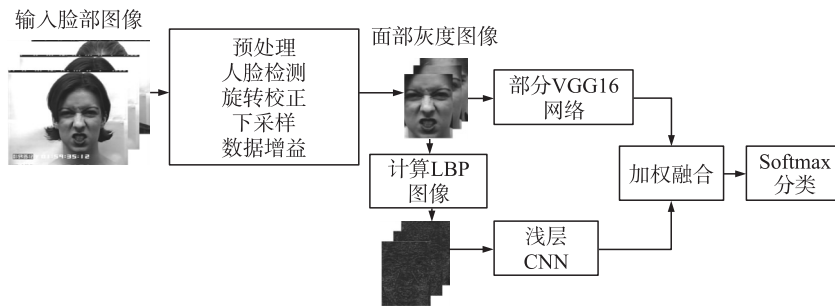 输入脸部图像
预处理
人脸检测
旋转校正
下采样
数据增益
面部灰度图像
部分VGG16
网络
计算LBP
图像
浅层
CNN
加权融合
Softmax
分类